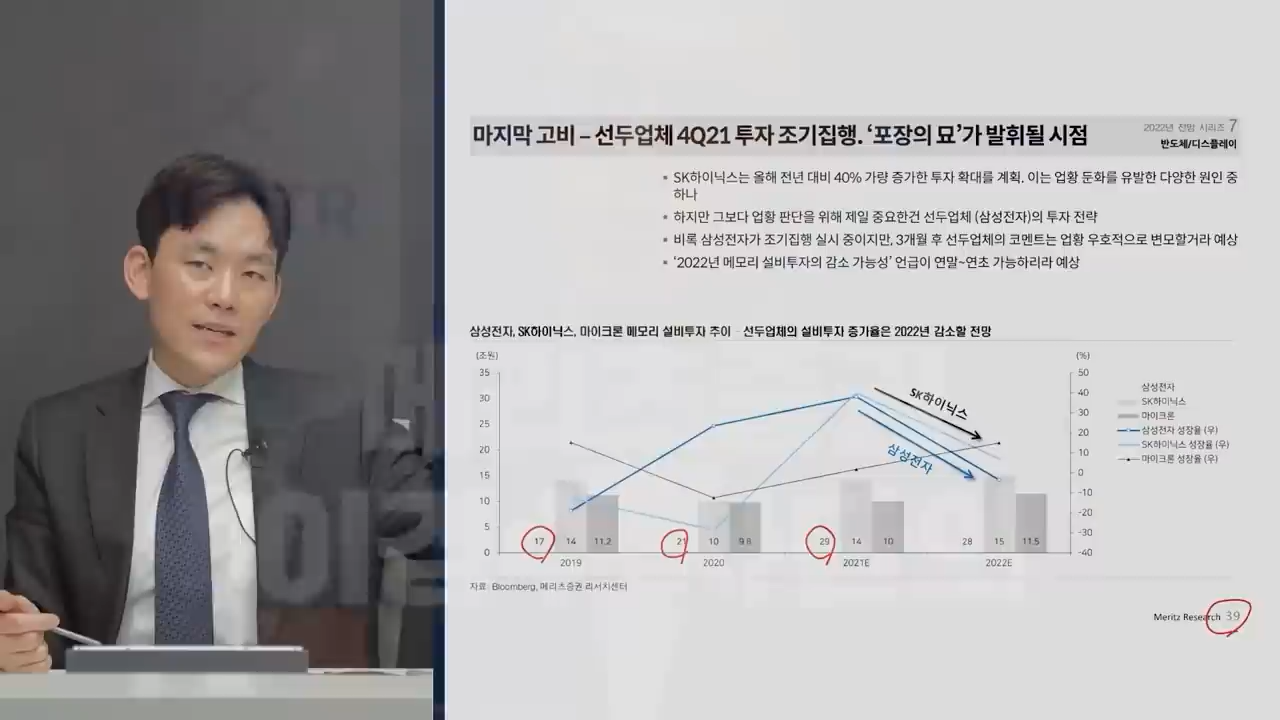 마지막 고비 – 선두업체 4Q21 투자 조기집행. ‘포장의 묘’가 발휘될 시점
2022년 전망 시리즈 7
반도체/디스플레이
▪ SK하이닉스는 올해 전년 대비 40% 가량 증가한 투자 확대를 계획. 이는 업황 둔화를 유발한 다양한 원인 중
하나
▪ 하지만 그보다 업황 판단을 위해 제일 중요한건 선두업체 (삼성전자)의 투자 전략
▪ 비록 삼성전자가 조기집행 실시 중이지만, 3개월 후 선두업체의 코멘트는 업황 우호적으로 변모할거라 예상
▪ ‘2022년 메모리 설비투자의 감소 가능성’ 언급이 연말~연초 가능하리라 예상
삼성전자, SK하이닉스, 마이크론 메모리 설비투자 추이 – 선두업체의 설비투자 증가율은 2022년 감소할 전망
(조원)
(%)
35
30
25
20
15
10
5
0
50
40
30
20
10
0
-10
-20
-30
-40
SK하이닉스
삼성전자
17 14 11.2
21 10 9.8
29 14 10
28 15 11.5
2019 2020 2021E 2022E
삼성전자
SK하이닉스
마이크론
삼성전자 성장율 (우)
SK하이닉스 성장율 (우)
마이크론 성장율 (우)
자료: Bloomberg, 메리츠증권 리서치센터
Meritz Research 39